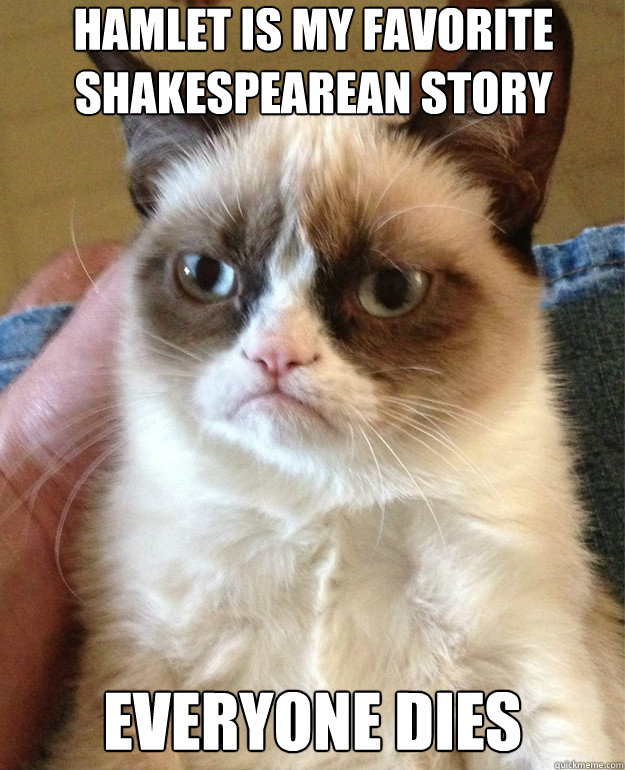 HAMLET IS MY FAVORITE
SHAKESPEAREAN STORY
EVERYONE DIES
quickmeme.com